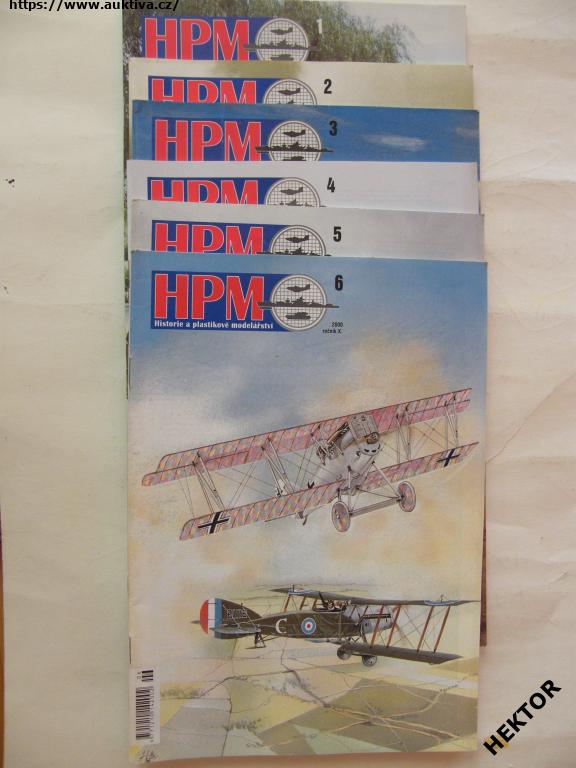 https://www.auktiva.cz/
HPM 1
HPM 2
HPM 3
HPM 4
HPM 5
HPM 6
Historie a plastikové modelářství
2000
ročník X.
C
HEKTOR